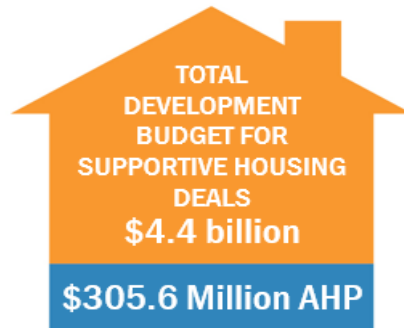 TOTAL
DEVELOPMENT
BUDGET FOR
SUPPORTIVE HOUSING
DEALS
$4.4 billion
$305.6 Million AHP